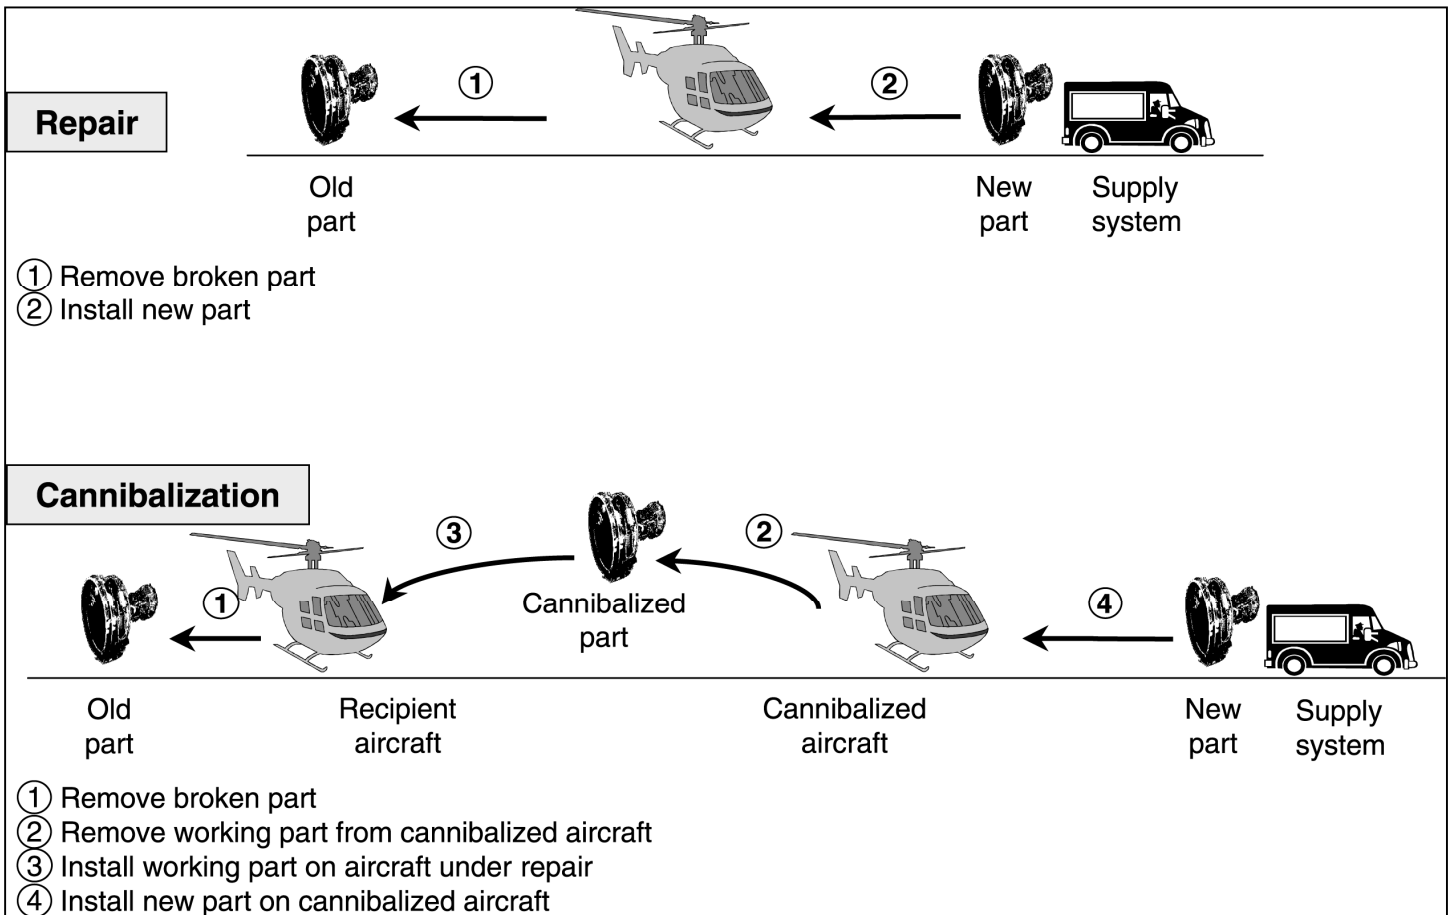 Repair
①
②
Old
part
New
part
Supply
system
① Remove broken part
② Install new part
Cannibalization
③
②
①
④
Cannibalized
part
Old
part
Recipient
aircraft
Cannibalized
aircraft
New
part
Supply
system
① Remove broken part
② Remove working part from cannibalized aircraft
③ Install working part on aircraft under repair
④ Install new part on cannibalized aircraft